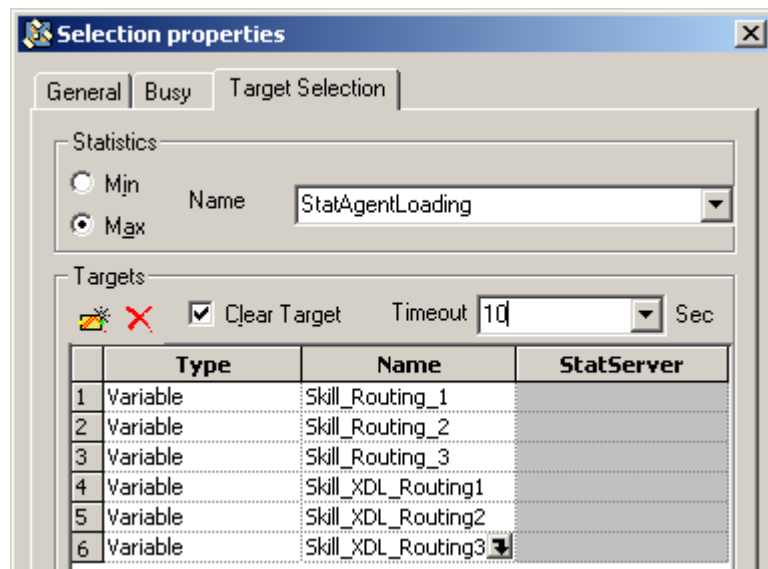 Selection properties
General Busy Target Selection
Statistics
Min
Name StatAgentLoading
Max
Targets
Clear Target Timeout 10 Sec
Type Name StatServer
1 Variable Skill_Routing_1
2 Variable Skill_Routing_2
3 Variable Skill_Routing_3
4 Variable Skill_XDL_Routing1
5 Variable Skill_XDL_Routing2
6 Variable Skill_XDL_Routing3